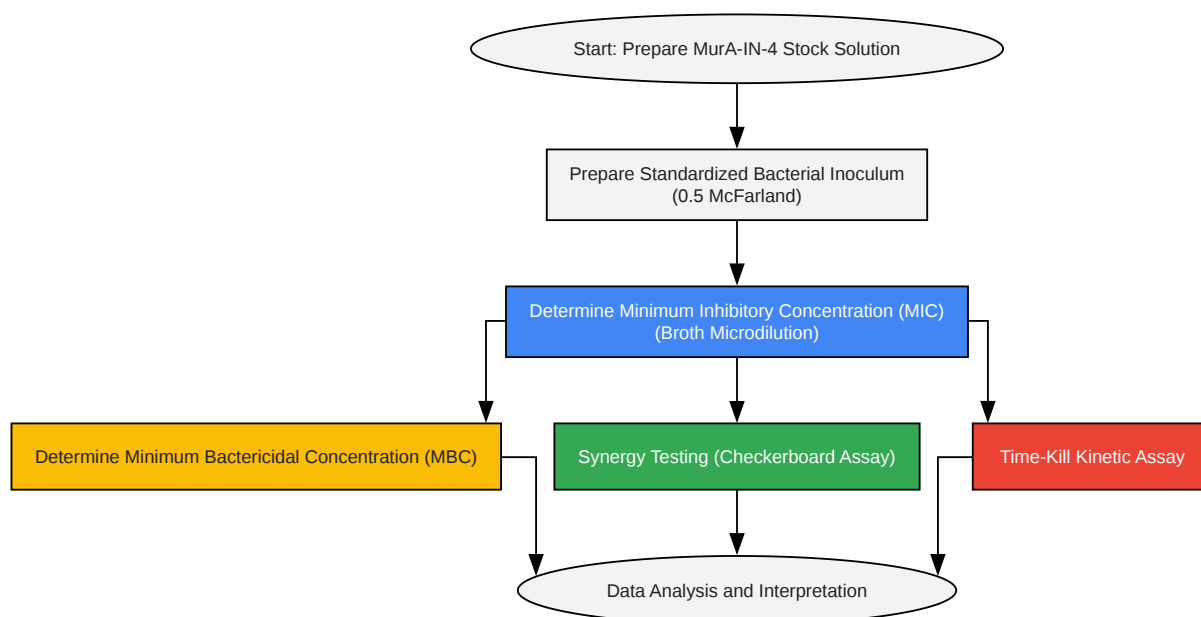 Start: Prepare MurA-IN-4 Stock Solution
Prepare Standardized Bacterial Inoculum
(0.5 McFarland)
Determine Minimum Inhibitory Concentration (MIC)
(Broth Microdilution)
Determine Minimum Bactericidal Concentration (MBC)
Synergy Testing (Checkerboard Assay)
Time-Kill Kinetic Assay
Data Analysis and Interpretation